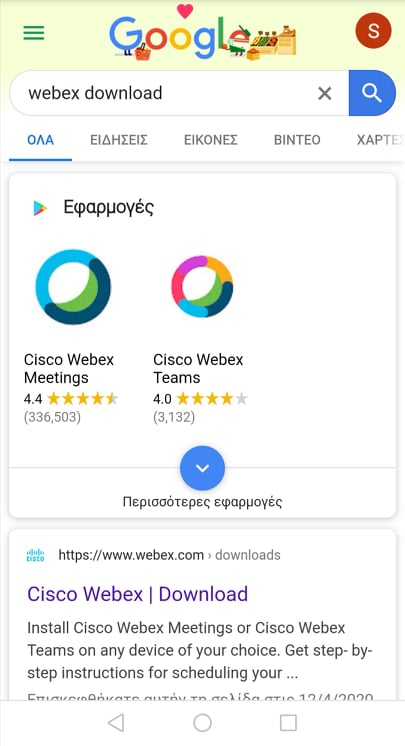 Google
S
webex download
ΟΛΑ ΕΙΔΗΣΕΙΣ ΕΙΚΟΝΕΣ ΒΙΝΤΕΟ ΧΑΡΤΕΣ
Εφαρμογές
Cisco Webex Meetings
4.4
(336,503)
Cisco Webex Teams
4.0
(3,132)
Περισσότερες εφαρμογές
cisco https://www.webex.com › downloads
Cisco Webex | Download
Install Cisco Webex Meetings or Cisco Webex
Teams on any device of your choice. Get step- by-
step instructions for scheduling your ...
Επισκεφθήκατε αυτήν τη σελίδα στις 12/4/2020